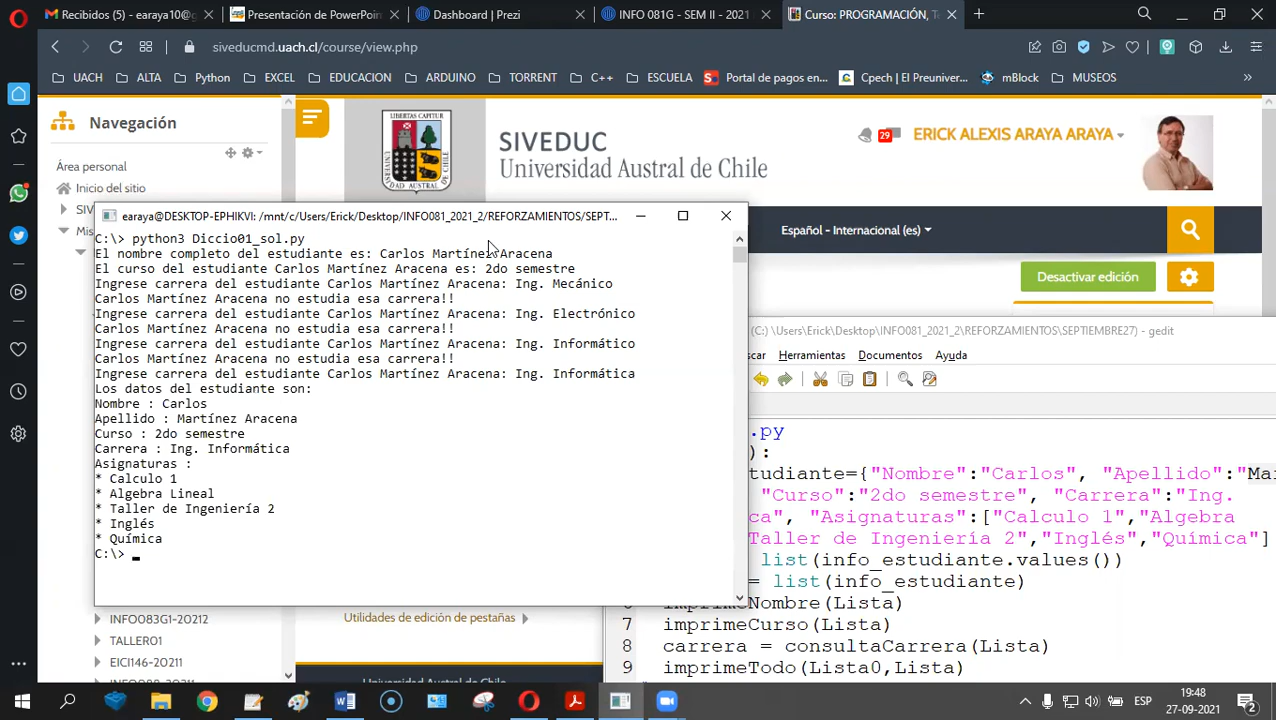 Recibidos (15) - earaya10@g
Presentación de PowerPoin
Dashboard | Prezi
INFO 081G - SEM II - 2021
Curso: PROGRAMACIÓN, T
siveducmd.uach.cl/course/view.php
UACH
ALTA
Python
EXCEL
EDUCACION
ARDUINO
TORRENT
C++
ESCUELA
Portal de pagos en...
Cpech | El Preuniver...
mBlock
MUSEOS
Navegación
Área personal
Inicio del sitio
SIV
Mis
LIBERTAS CAPITUR
SIVEDUC
Universidad Austral de Chile
29
ERICK ALEXIS ARAYA ARAYA
Español - Internacional (es)
Desactivar edición
earaya@DESKTOP-EPHIKVI: /mnt/c/Users/Erick/Desktop/INFO081_2021_2/REFORZAMIENTOS/SEPT...
C:\> python3 Diccio01_sol.py
El nombre completo del estudiante es: Carlos Martínez Aracena
El curso del estudiante Carlos Martínez Aracena es: 2do semestre
Ingrese carrera del estudiante Carlos Martínez Aracena: Ing. Mecánico
Carlos Martínez Aracena no estudia esa carrera!!
Ingrese carrera del estudiante Carlos Martínez Aracena: Ing. Electrónico
Carlos Martínez Aracena no estudia esa carrera!!
Ingrese carrera del estudiante Carlos Martínez Aracena: Ing. Informático
Carlos Martínez Aracena no estudia esa carrera!!
Ingrese carrera del estudiante Carlos Martínez Aracena: Ing. Informática
Los datos del estudiante son:
Nombre : Carlos
Apellido : Martínez Aracena
Curso : 2do semestre
Carrera : Ing. Informática
Asignaturas :
* Calculo 1
* Algebra Lineal
* Taller de Ingeniería 2
* Inglés
* Química
C:\>
(C:) \Users\Erick\Desktop\INFO081_2021_2\REFORZAMIENTOS\SEPTIEMBRE27) - gedit
scar Herramientas Documentos Ayuda
.py
):
tudiante={"Nombre":"Carlos", "Apellido":"Mar
"Curso":"2do semestre", "Carrera":"Ing.
ca", "Asignaturas":["Calculo 1","Algebra
Taller de Ingeniería 2","Inglés","Química"]
list(info_estudiante.values())
= list(info_estudiante)
imprimeNombre(Lista)
7 imprimeCurso(Lista)
8 carrera = consultaCarrera(Lista)
9 imprimeTodo(Lista0,Lista)
INFO083G1-20212
TALLERO1
EICI146-20211
Utilidades de edición de pestañas
ESP
19:48
27-09-2021